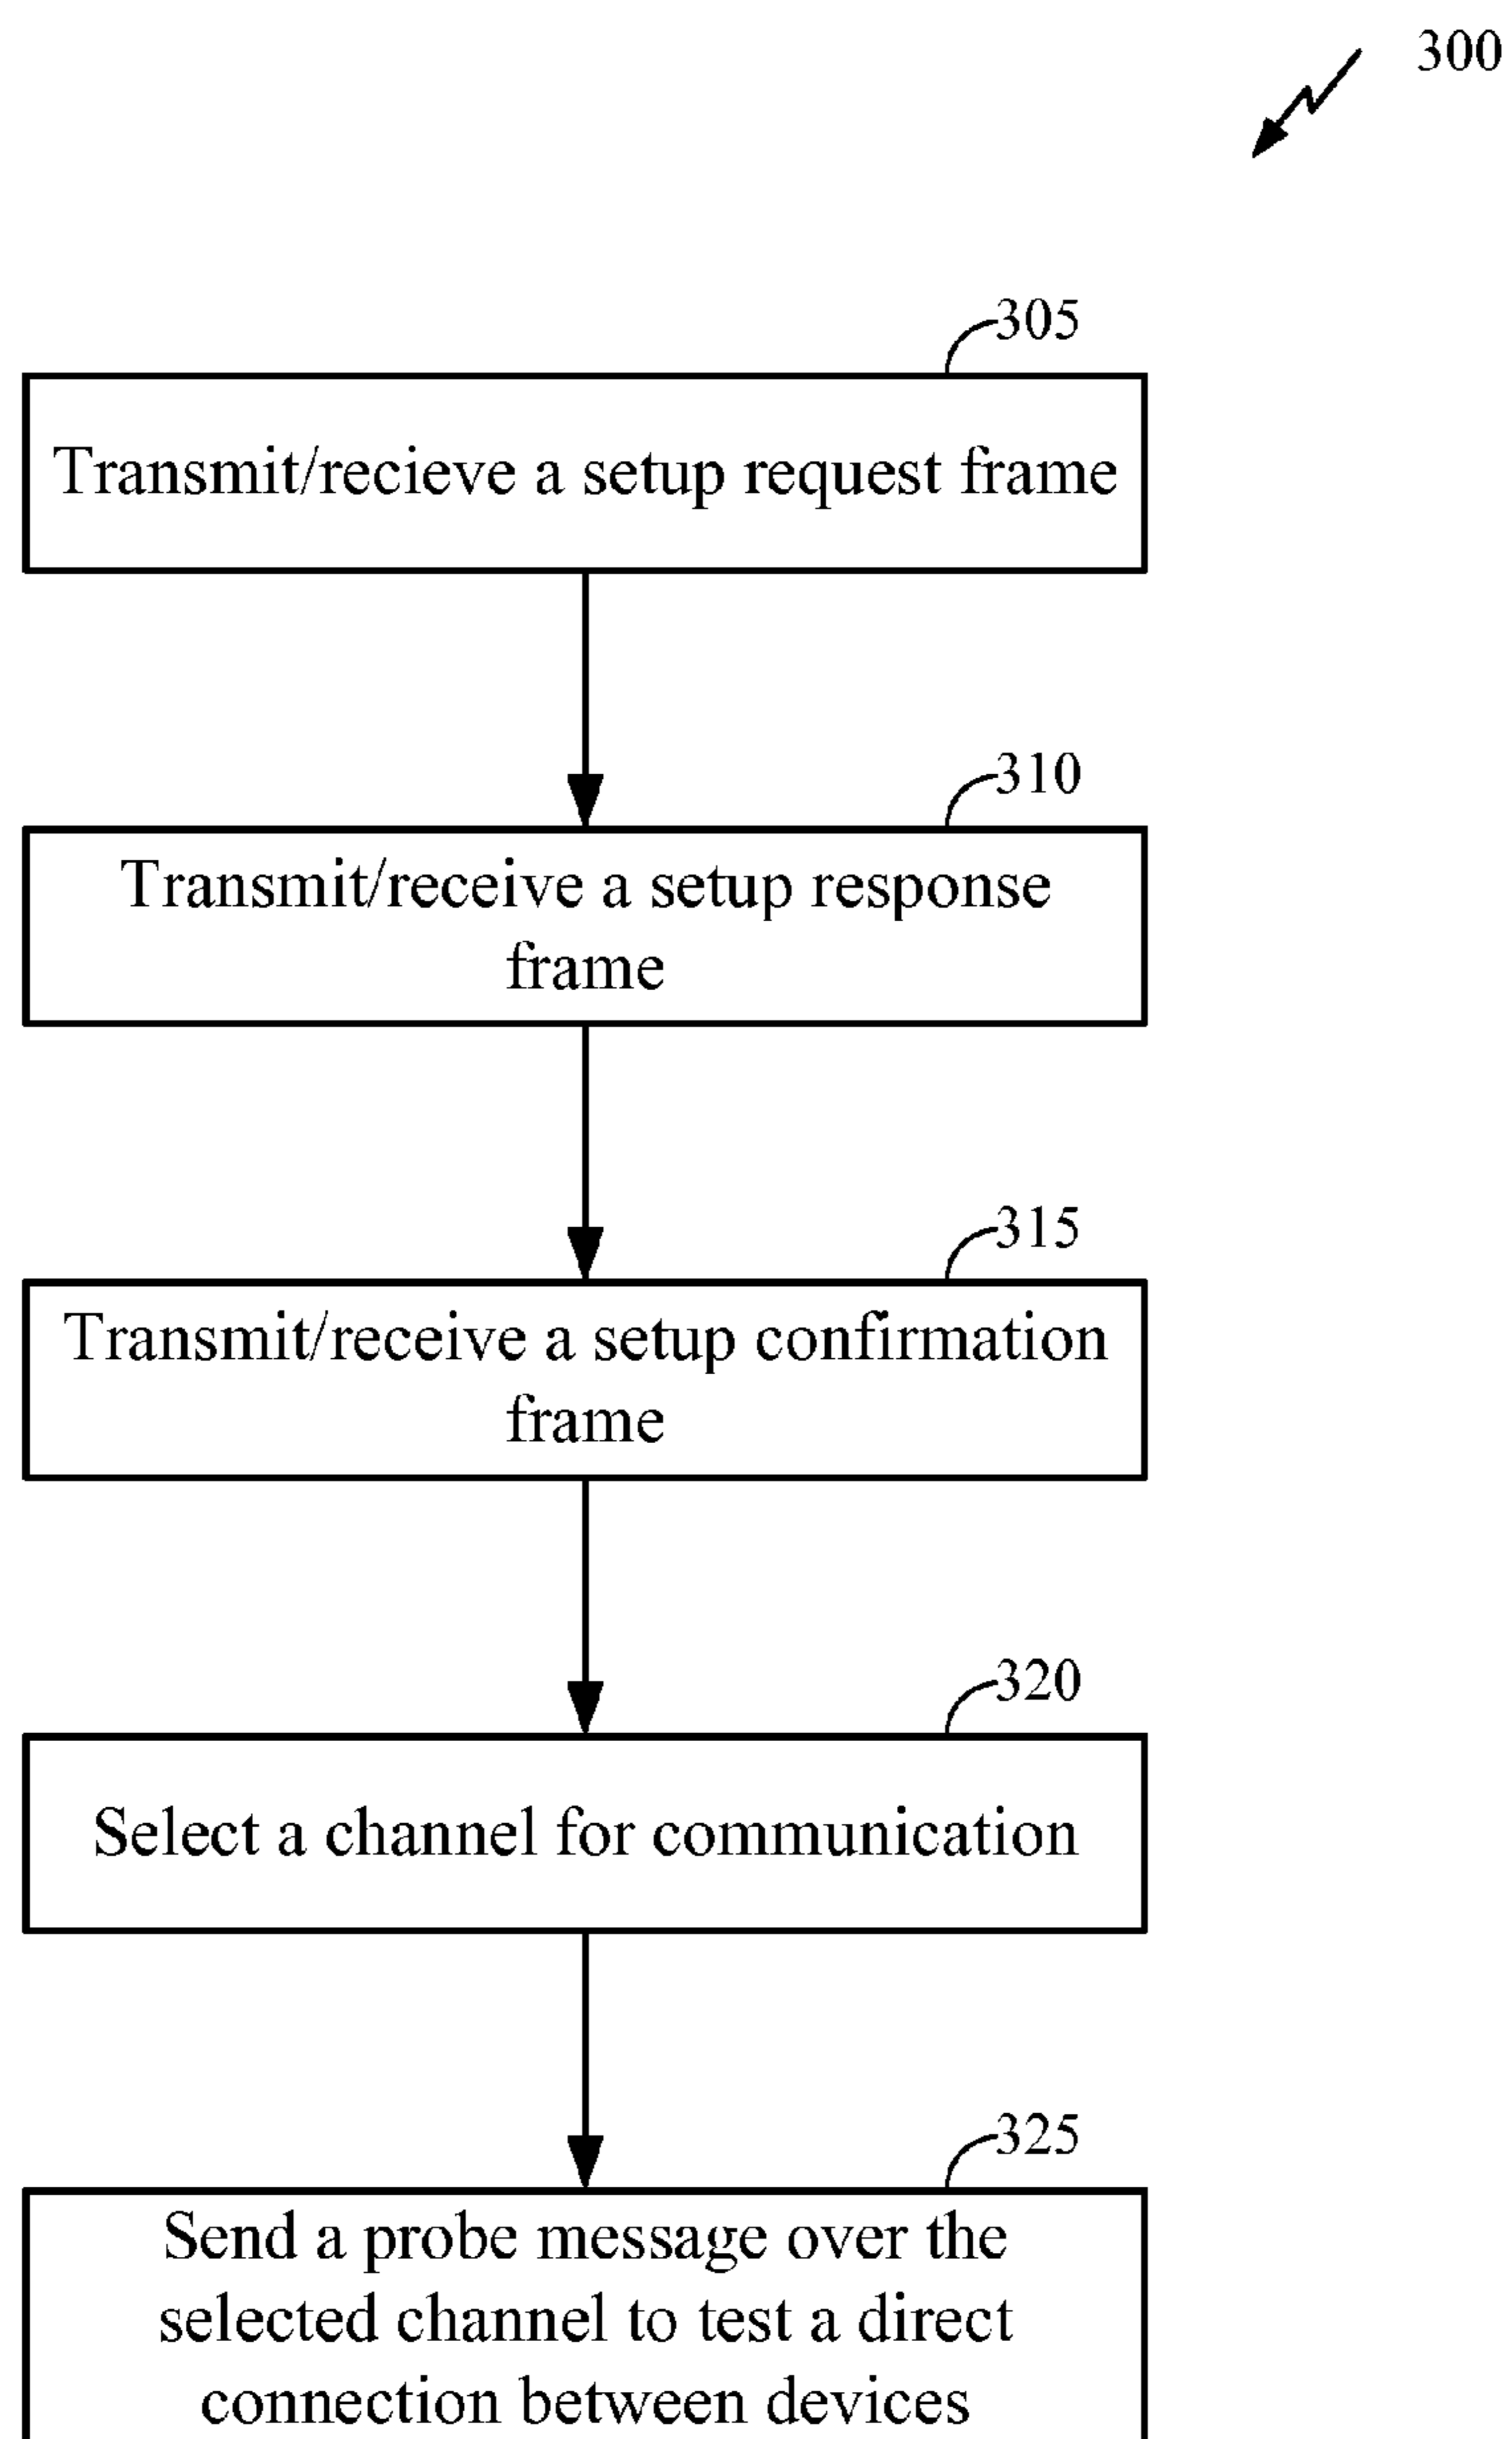 300
305
Transmit/recieve a setup request frame
310
Transmit/receive a setup response
frame
315
Transmit/receive a setup confirmation
frame
320
Select a channel for communication
325
Send a probe message over the
selected channel to test a direct
connection between devices